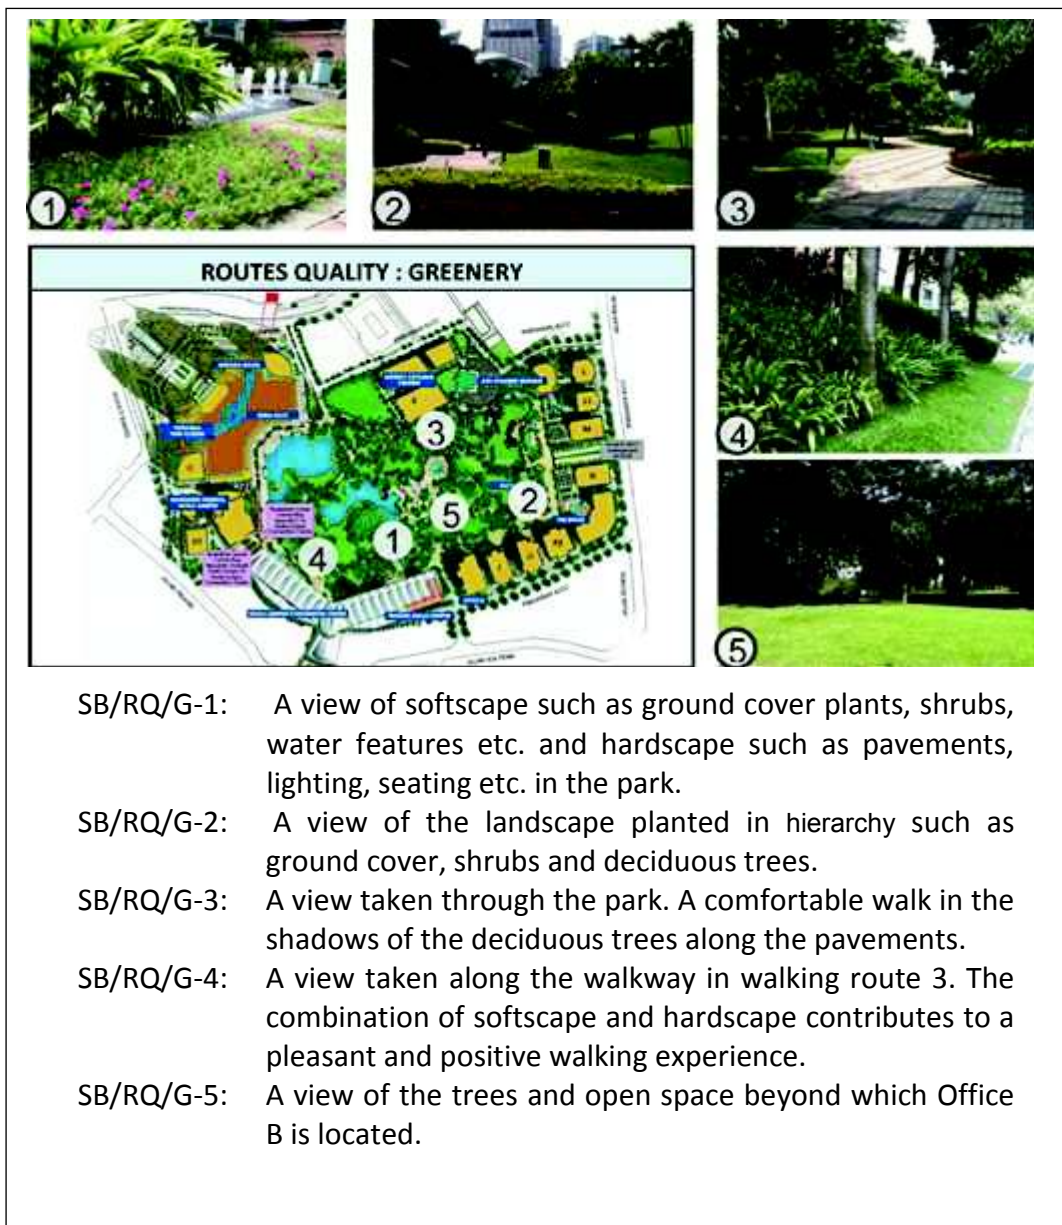 1
2
3
ROUTES QUALITY : GREENERY
3
2
5
1
4
4
5
SB/RQ/G-1: A view of softscape such as ground cover plants, shrubs,
water features etc. and hardscape such as pavements,
lighting, seating etc. in the park.
SB/RQ/G-2: A view of the landscape planted in hierarchy such as
ground cover, shrubs and deciduous trees.
SB/RQ/G-3: A view taken through the park. A comfortable walk in the
shadows of the deciduous trees along the pavements.
SB/RQ/G-4: A view taken along the walkway in walking route 3. The
combination of softscape and hardscape contributes to a
pleasant and positive walking experience.
SB/RQ/G-5: A view of the trees and open space beyond which Office
B is located.